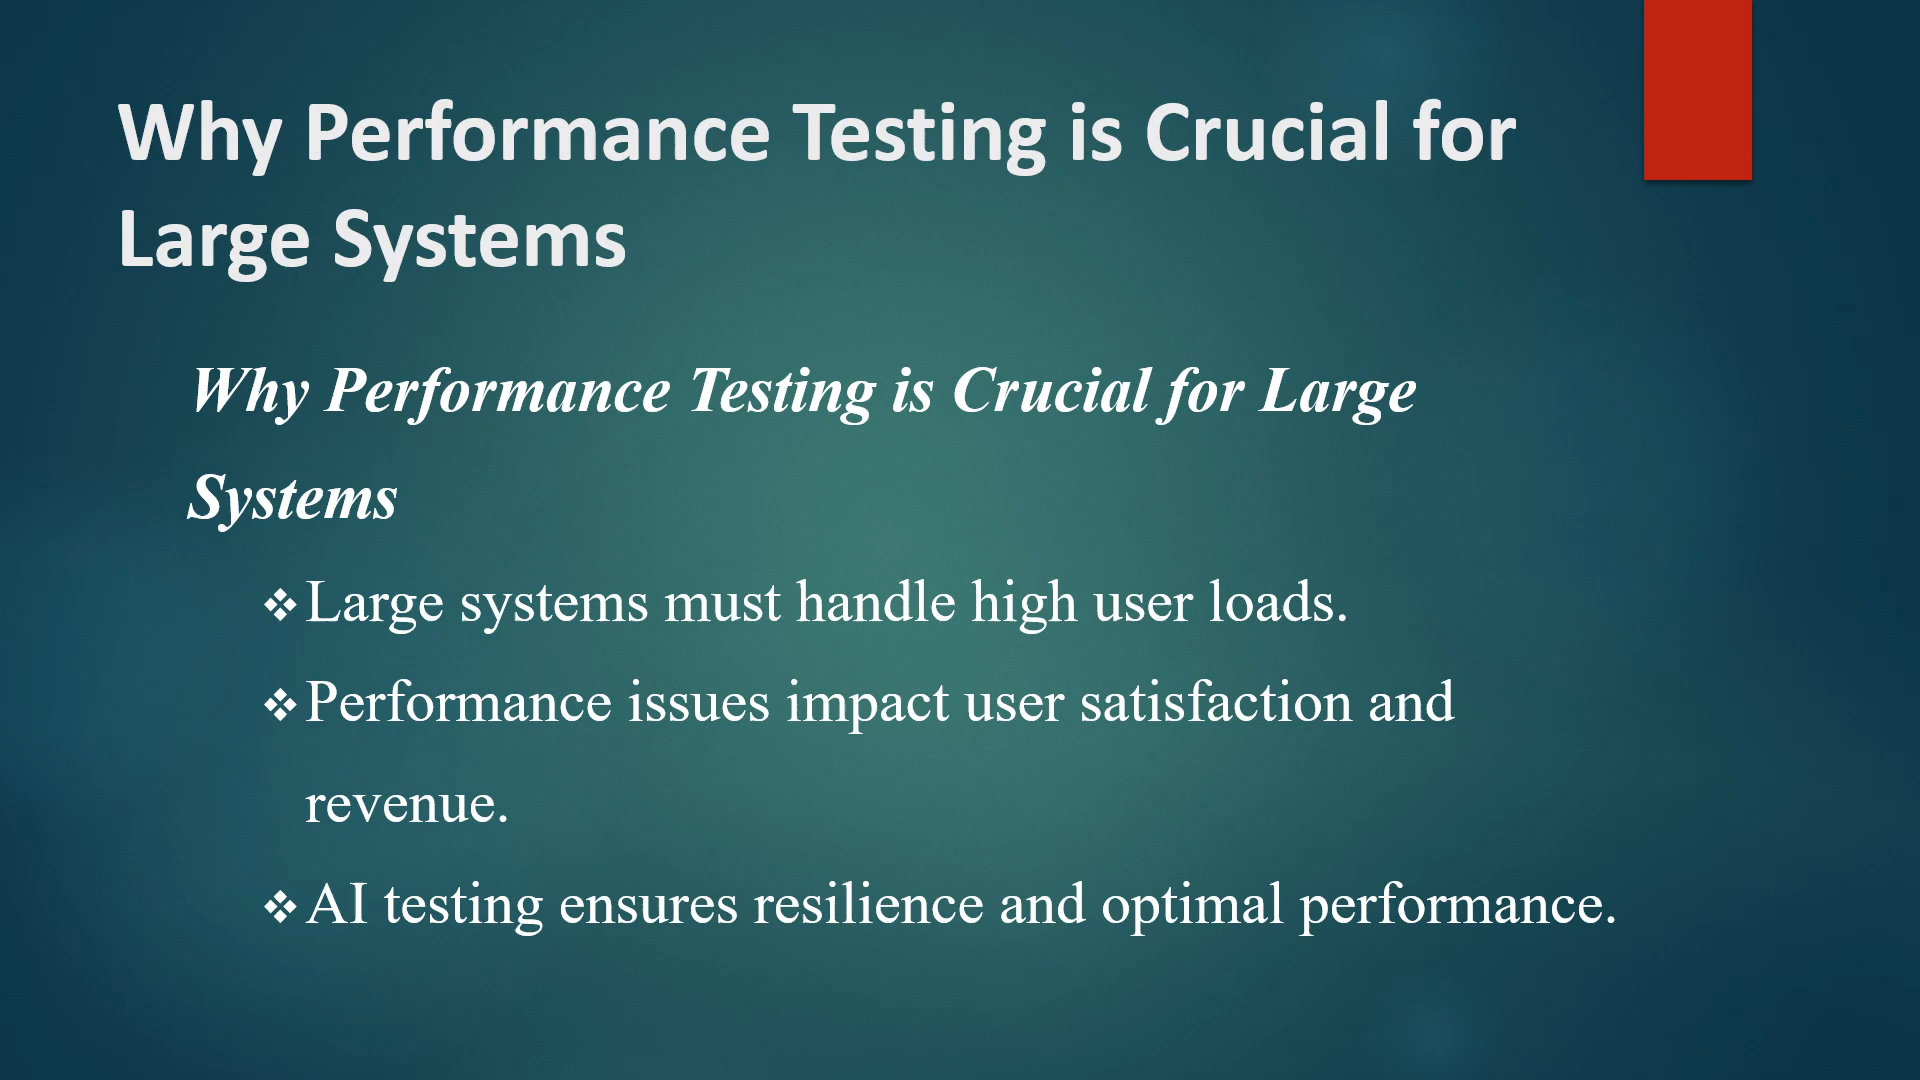 Why Performance Testing is Crucial for
Large Systems
Why Performance Testing is Crucial for Large
Systems
❖Large systems must handle high user loads.
❖Performance issues impact user satisfaction and
revenue.
❖AI testing ensures resilience and optimal performance.